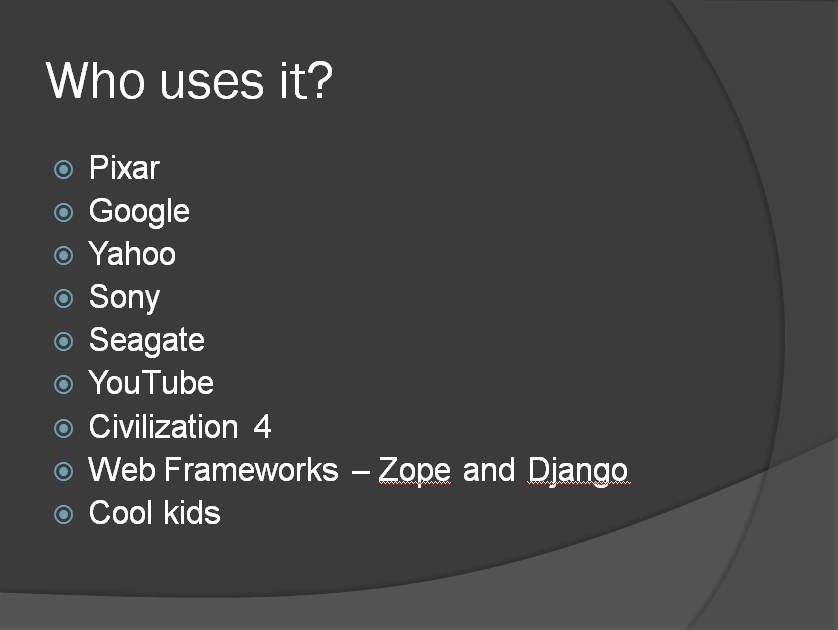 Who uses it?
Pixar
Google
Yahoo
Sony
Seagate
YouTube
Civilization 4
Web Frameworks – Zope and Django
Cool kids